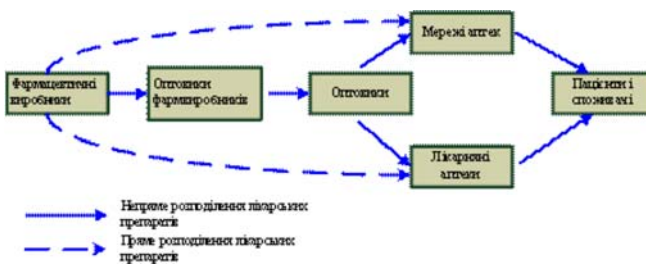 Мережі аптек
Фармацевтичні
виробники
Оптовики
фармвиробників
Оптовики
Пацієнти і
споживачі
Лікарняні
аптеки
Непряме розподілення лікарських
препаратів
Пряме розподілення лікарських
препаратів